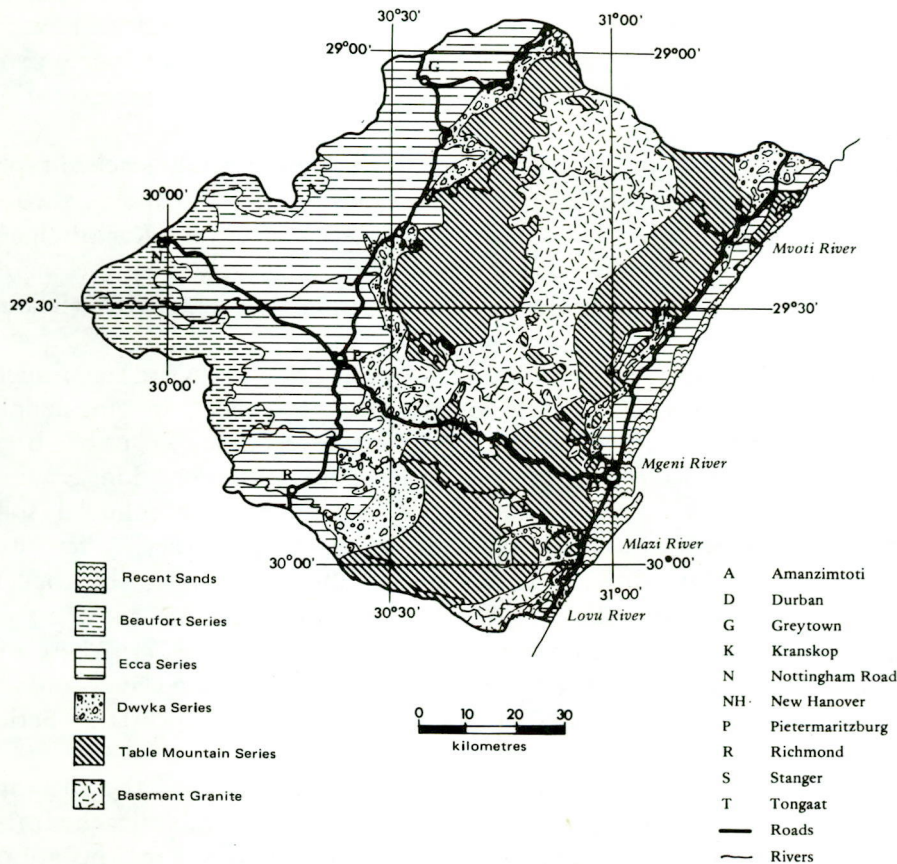 30°30'
31°00'
29°00'
29°00'
G
30°00'
N
NH
Mvoti River
29°30'
29°30'
30°00'
P
Mgeni River
R
D
Mlazi River
30°00'
30°00'
31°00'
30°30'
Lovu River
Recent Sands
Beaufort Series
Ecca Series
Dwyka Series
Table Mountain Series
Basement Granite
0 10 20 30
kilometres
A Amanzimtoti
D Durban
G Greytown
K Kranskop
N Nottingham Road
NH New Hanover
P Pietermaritzburg
R Richmond
S Stanger
T Tongaat
Roads
Rivers